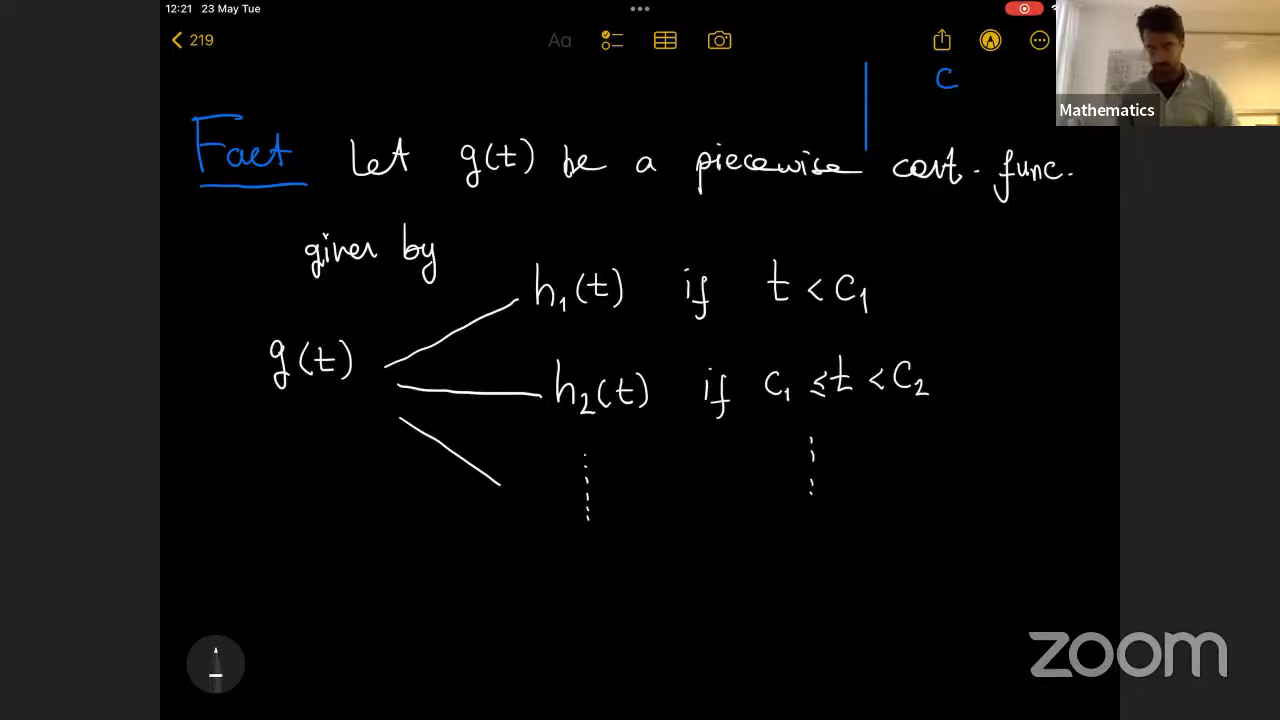 12:21 23 May Tue
219
Aa
c
Mathematics
Fact Let g(t) be a piecewise cont. func.
given by
h₁(t) if t < c₁
g(t)
h₂(t) if c₁ ≤ t < c₂
zoom